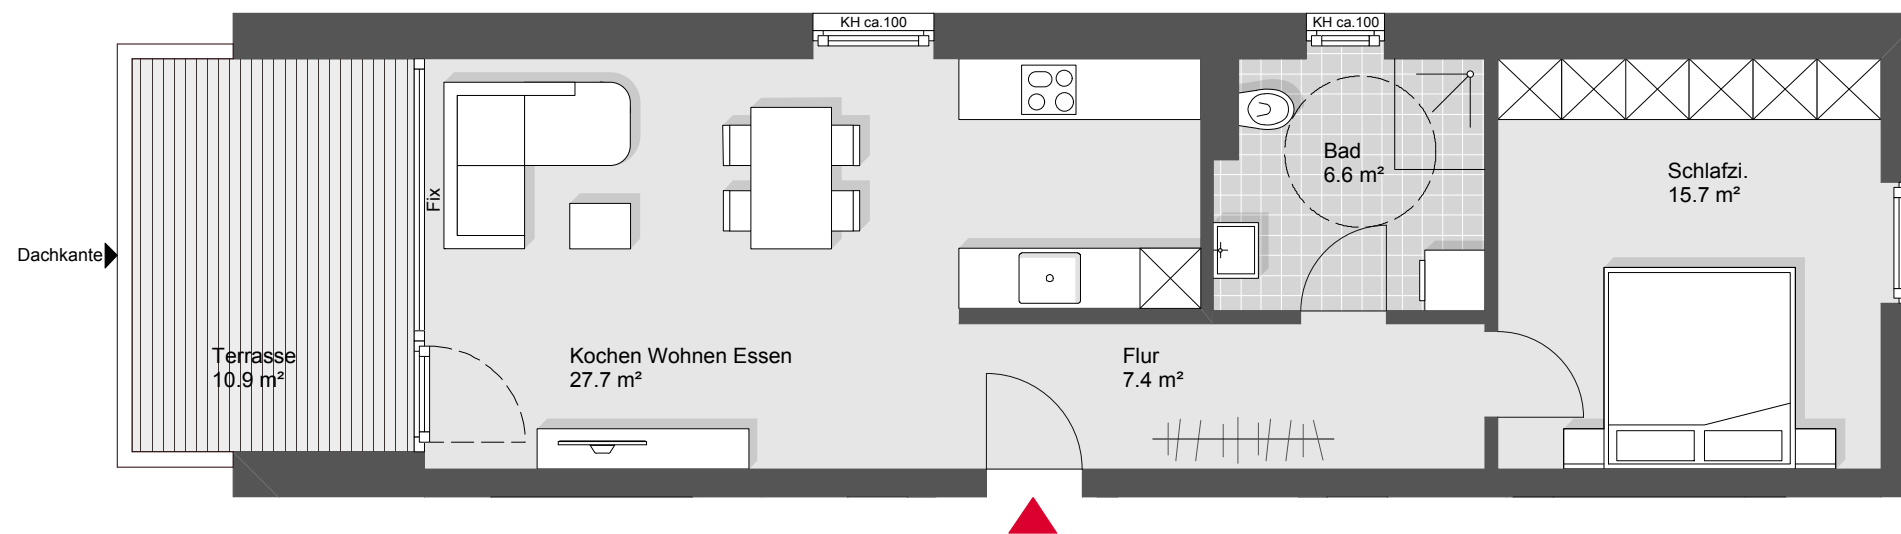 KH ca.100
KH ca.100
Bad
6.6 m²
Schlafzi.
15.7 m²
Fix
Dachkante
Terrasse
10.9 m²
Kochen Wohnen Essen
27.7 m²
Flur
7.4 m²